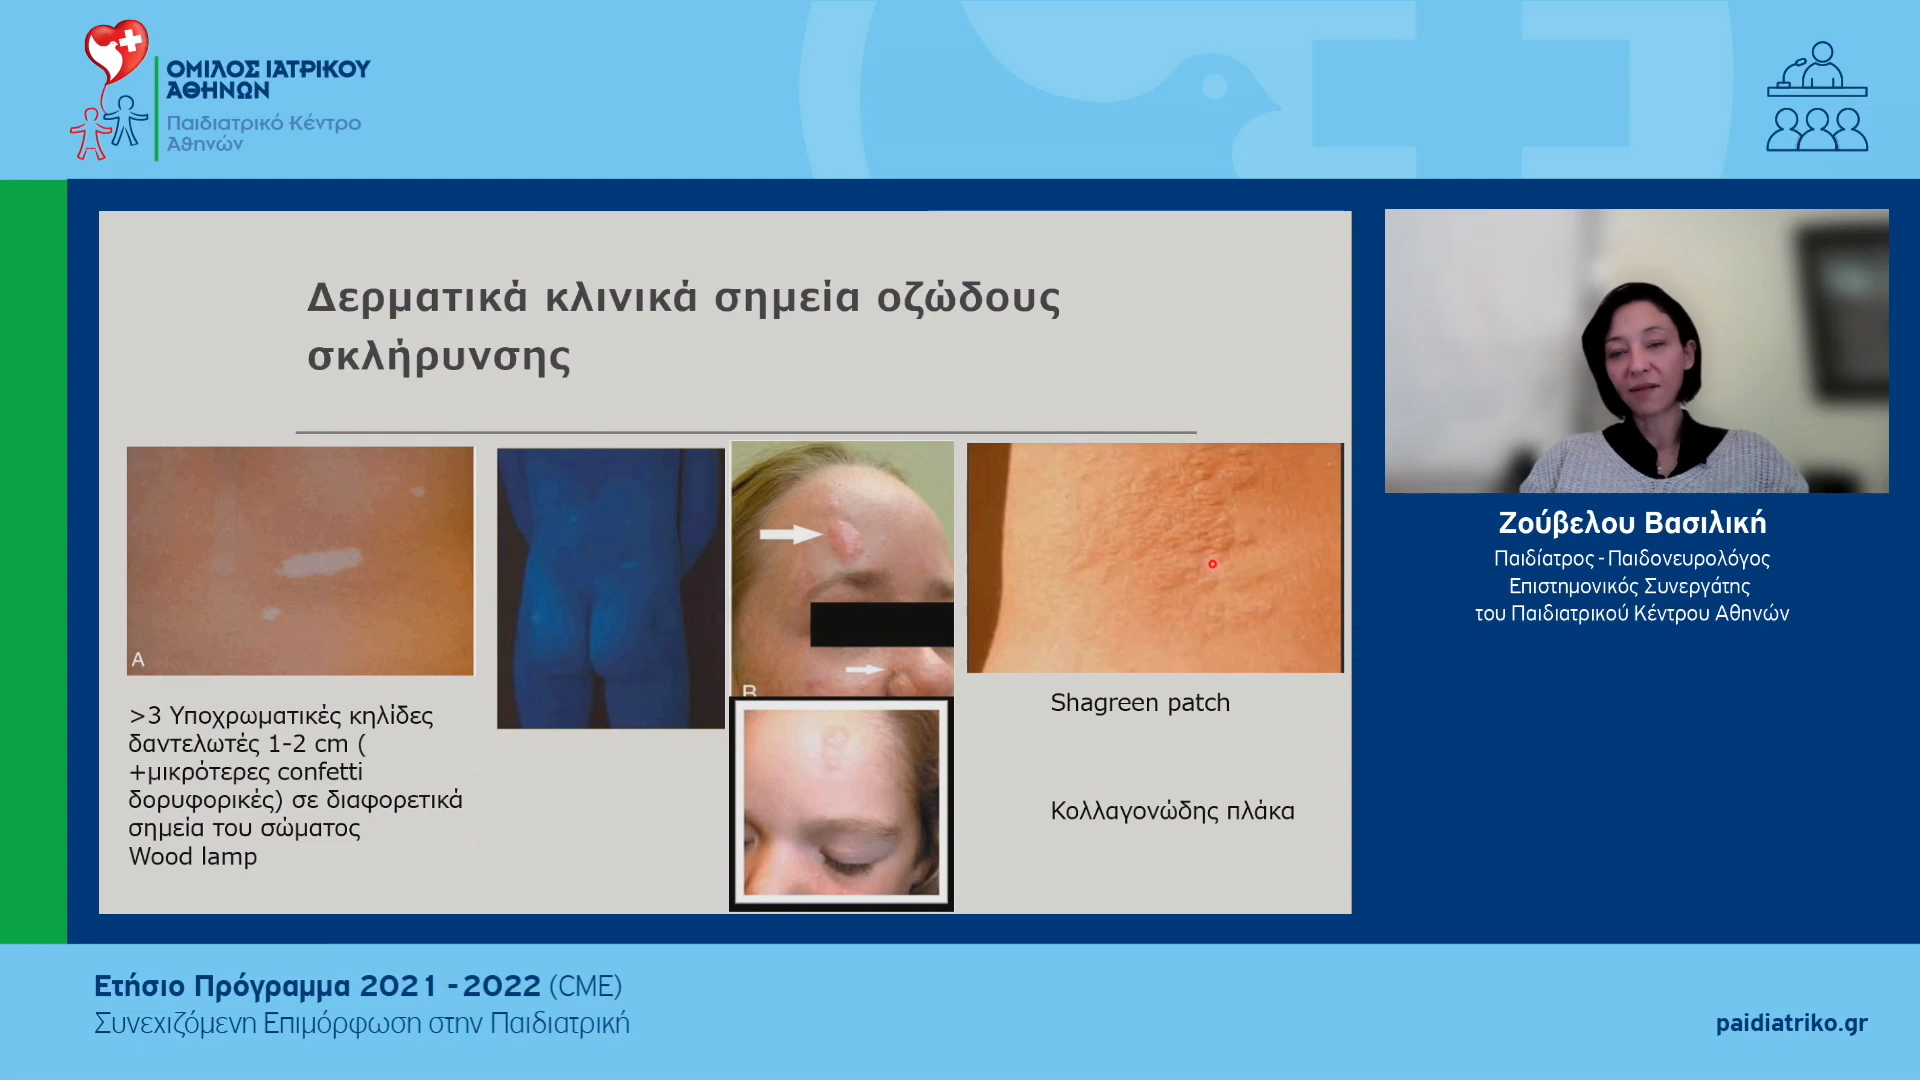 ΟΜΙΛΟΣ ΙΑΤΡΙΚΟΥ
ΑΘΗΝΩΝ
Παιδιατρικό Κέντρο
Αθηνών
Δερματικά κλινικά σημεία οζώδους
σκλήρυνσης
A
B
>3 Υποχρωματικές κηλίδες
δαντελωτές 1-2 cm (
+μικρότερες confetti
δορυφορικές) σε διαφορετικά
σημεία του σώματος
Wood lamp
Shagreen patch
Κολλαγονώδης πλάκα
Ζούβελου Βασιλική
Παιδίατρος - Παιδονευρολόγος
Επιστημονικός Συνεργάτης
του Παιδιατρικού Κέντρου Αθηνών
Ετήσιο Πρόγραμμα 2021 - 2022 (CME)
Συνεχιζόμενη Επιμόρφωση στην Παιδιατρική
paidiatriko.gr